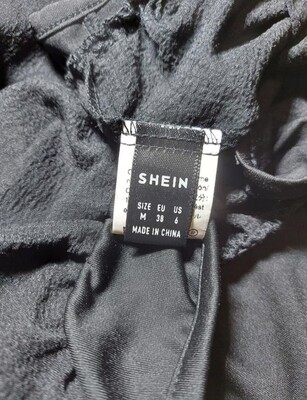 SHEIN
SIZE EU US
M 38 6
MADE IN CHINA